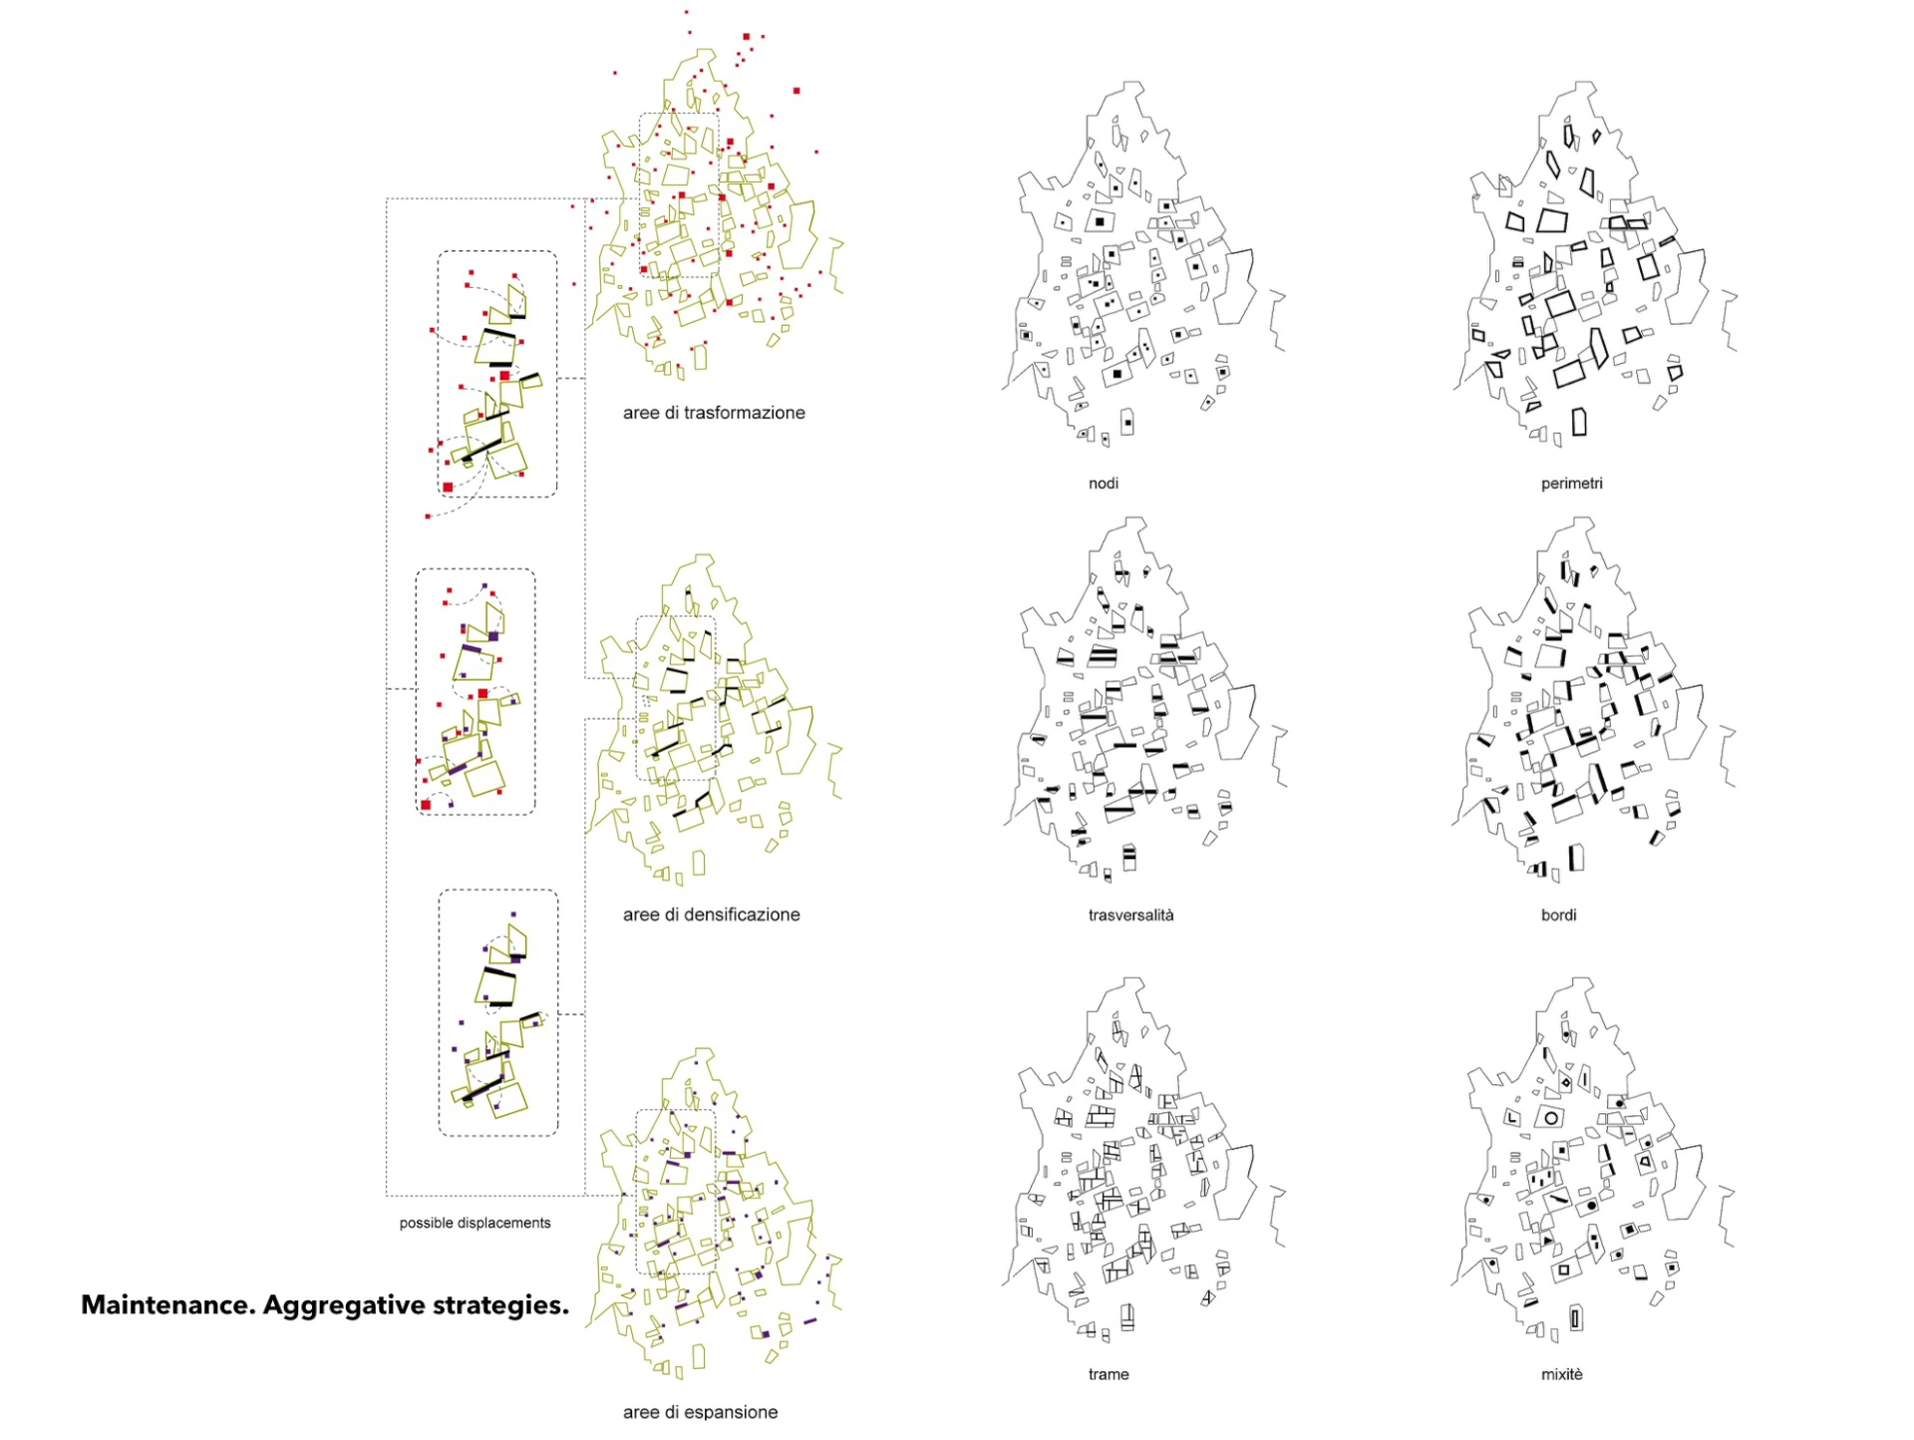 aree di trasformazione
nodi
perimetri
aree di densificazione
trasversalità
bordi
possible displacements
Maintenance. Aggregative strategies.
trame
mixitè
aree di espansione